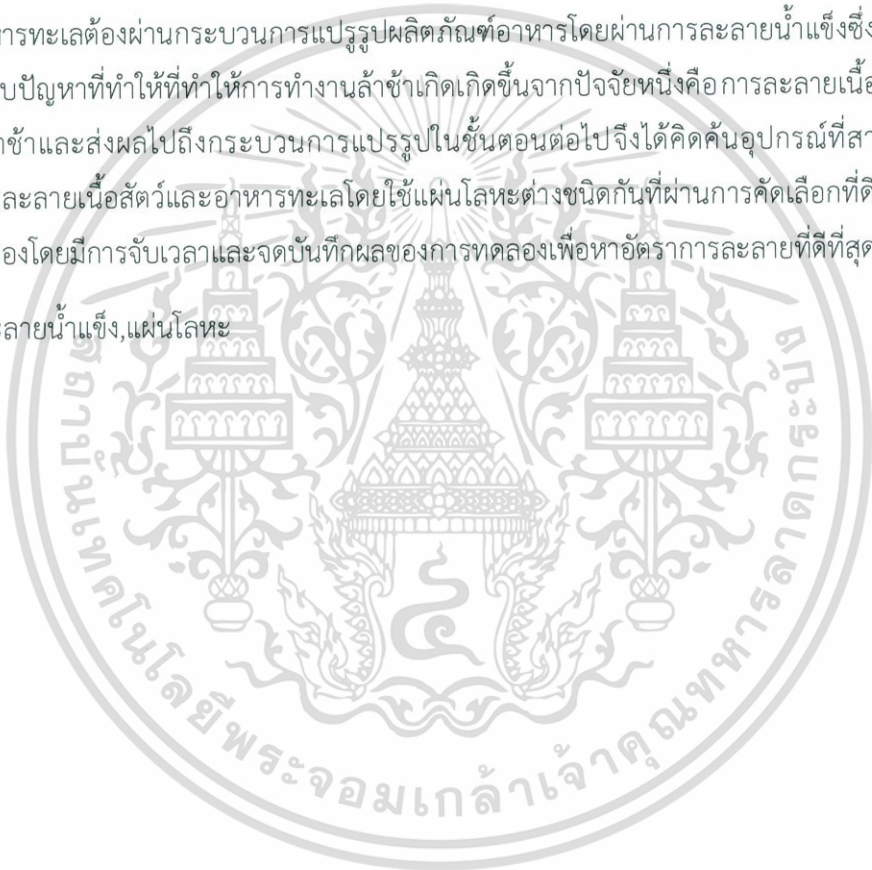 หารทะเลต้องผ่านกระบวนการแปรูรูปผลิตภัณฑ์อาหารโดยผ่านการละลายน้ำแข็งซึ่ง
บปัญหาที่ทำให้ที่ทำให้การทำงานล้าช้าเกิดเกิดขึ้นจากปัจจัยหนึ่งคือ การละลายเนื้อ
าช้าและส่งผลไปถึงกระบวนการแปรรูปในชั้นตอนต่อไปจึงได้คิดค้นอุปกรณ์ที่สา
ละลายเนื้อสัตว์และอาหารทะเลโดยใช้แผ่นโลหะต่างชนิดกันที่ผ่านการคัดเลือกที่ดี
องโดยมีการจับเวลาและจดบันทึกผลของการทดลองเพื่อหาอัตราการละลายที่ดีที่สุด
ะลายน้ำแข็ง,แผ่นโลหะ
สถาบันเทคโนโลยีพระจอมเกล้าเจ้าคุณทหารลาดกระบัง